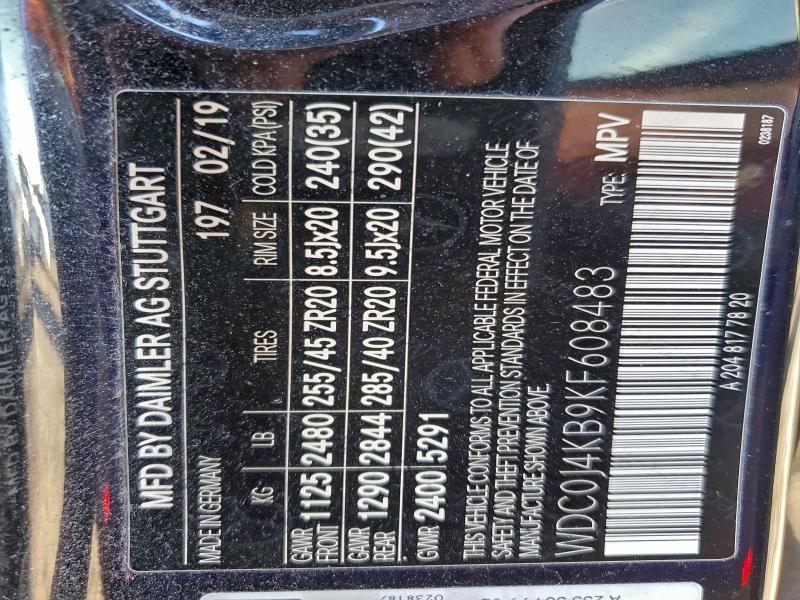 MFD BY DAIMLER AG STUTTGART
MADE IN GERMANY 197 02/19
KG LB TIRES RIM SIZE COLD KPA(PSI)
GAWR FRONT 1125 2480 255/45 ZR20 8.5Jx20 240(35)
GAWR REAR 1290 2844 285/40 ZR20 9.5Jx20 290(42)
GVWR 2400 5291
THIS VEHICLE CONFORMS TO ALL APPLICABLE FEDERAL MOTOR VEHICLE
SAFETY AND THEFT PREVENTION STANDARDS IN EFFECT ON THE DATE OF
MANUFACTURE SHOWN ABOVE.
WDC0J4KB9KF608483 TYPE: MPV
A 204 817 78 20 0238187
0238187